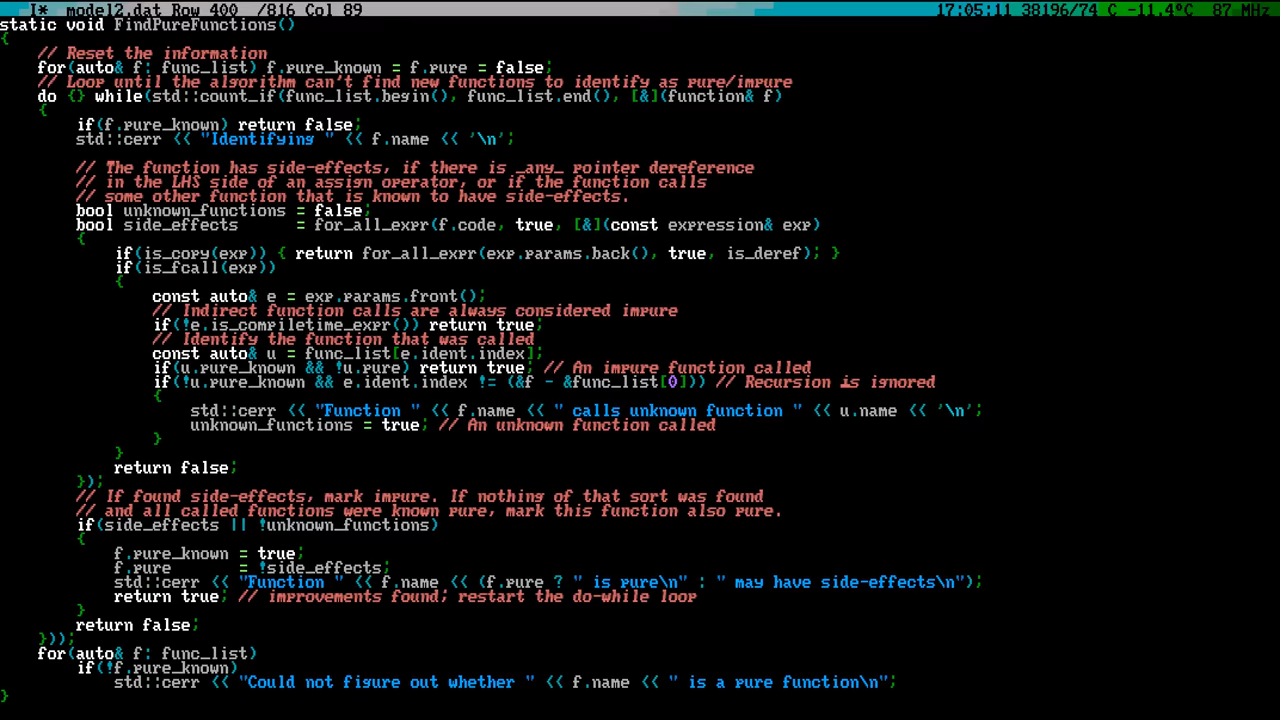 I* model2.dat Row 400 /816 Col 89 17:05:11 38196/74 C -11.4°C 87 MHz
static void FindPureFunctions()
{
    // Reset the information
    for(auto& f: func_list) f.pure_known = f.pure = false;
    // Loop until the algorithm can't find new functions to identify as pure/impure
    do {} while(std::count_if(func_list.begin(), func_list.end(), [&](function& f)
    {
        if(f.pure_known) return false;
        std::cerr << "Identifying " << f.name << '\n';

        // The function has side-effects, if there is _any_ pointer dereference
        // in the LHS side of an assign operator, or if the function calls
        // some other function that is known to have side-effects.
        bool unknown_functions = false;
        bool side_effects      = for_all_expr(f.code, true, [&](const expression& exp)
        {
            if(is_copy(exp)) { return for_all_expr(exp.params.back(), true, is_deref); }
            if(is_fcall(exp))
            {
                const auto& e = exp.params.front();
                // Indirect function calls are always considered impure
                if(!e.is_compiletime_expr()) return true;
                // Identify the function that was called
                const auto& u = func_list[e.ident.index];
                if(u.pure_known && !u.pure) return true; // An impure function called
                if(!u.pure_known && e.ident.index != (&f - &func_list[0])) // Recursion is ignored
                {
                    std::cerr << "Function " << f.name << " calls unknown function " << u.name << '\n';
                    unknown_functions = true; // An unknown function called
                }
            }
            return false;
        });
        // If found side-effects, mark impure. If nothing of that sort was found
        // and all called functions were known pure, mark this function also pure.
        if(side_effects || !unknown_functions)
        {
            f.pure_known = true;
            f.pure       = !side_effects;
            std::cerr << "Function " << f.name << (f.pure ? " is pure\n" : " may have side-effects\n");
            return true; // improvements found; restart the do-while loop
        }
        return false;
    }));
    for(auto& f: func_list)
        if(!f.pure_known)
            std::cerr << "Could not figure out whether " << f.name << " is a pure function\n";
}